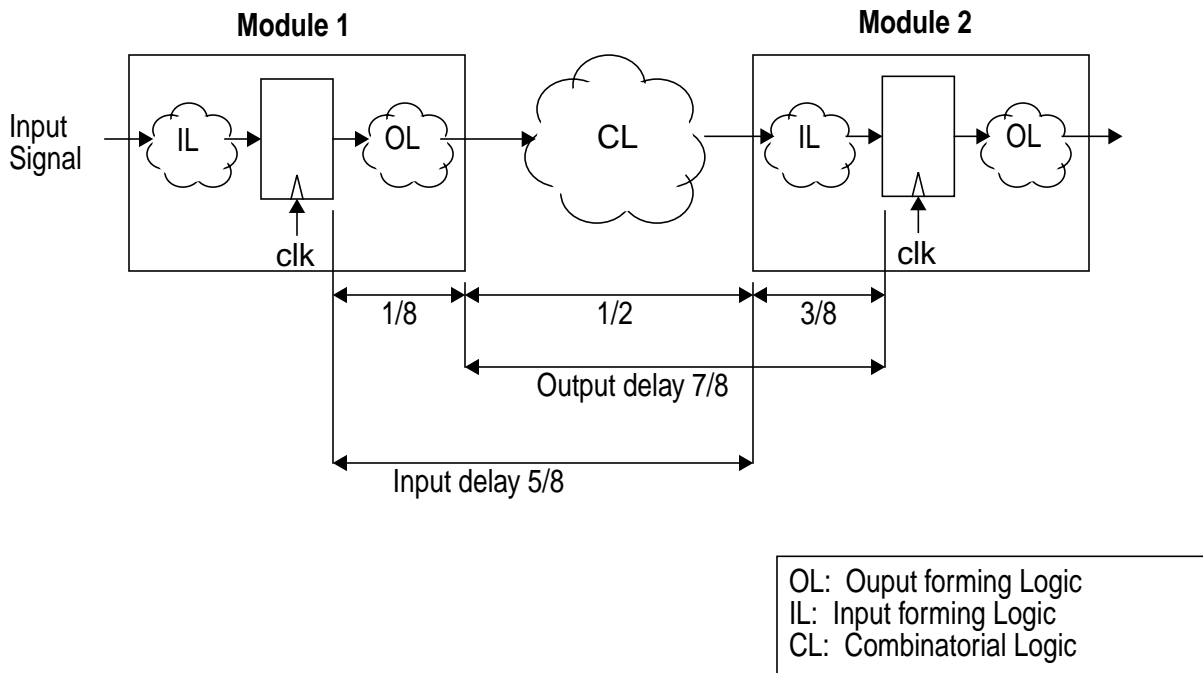 Module 1
Module 2
Input
Signal
IL
OL
CL
IL
OL
clk
clk
1/8
1/2
3/8
Output delay 7/8
Input delay 5/8
OL: Ouput forming Logic
IL: Input forming Logic
CL: Combinatorial Logic